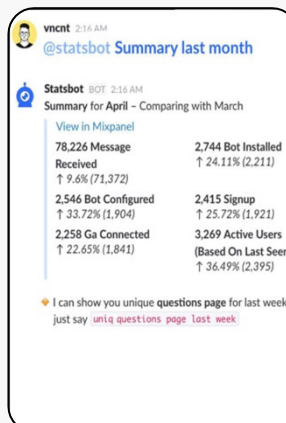 vncnt 2:16 AM
@statsbot Summary last month
Statsbot BOT 2:16 AM
Summary for April – Comparing with March
View in Mixpanel
78,226 Message
Received
↑ 9.6% (71,372)
2,744 Bot Installed
↑ 24.11% (2,211)
2,546 Bot Configured
↑ 33.72% (1,904)
2,415 Signup
↑ 25.72% (1,921)
2,258 Ga Connected
↑ 22.65% (1,841)
3,269 Active Users
(Based On Last Seen
↑ 36.49% (2,395)
I can show you unique questions page for last week
just say uniq questions page last week